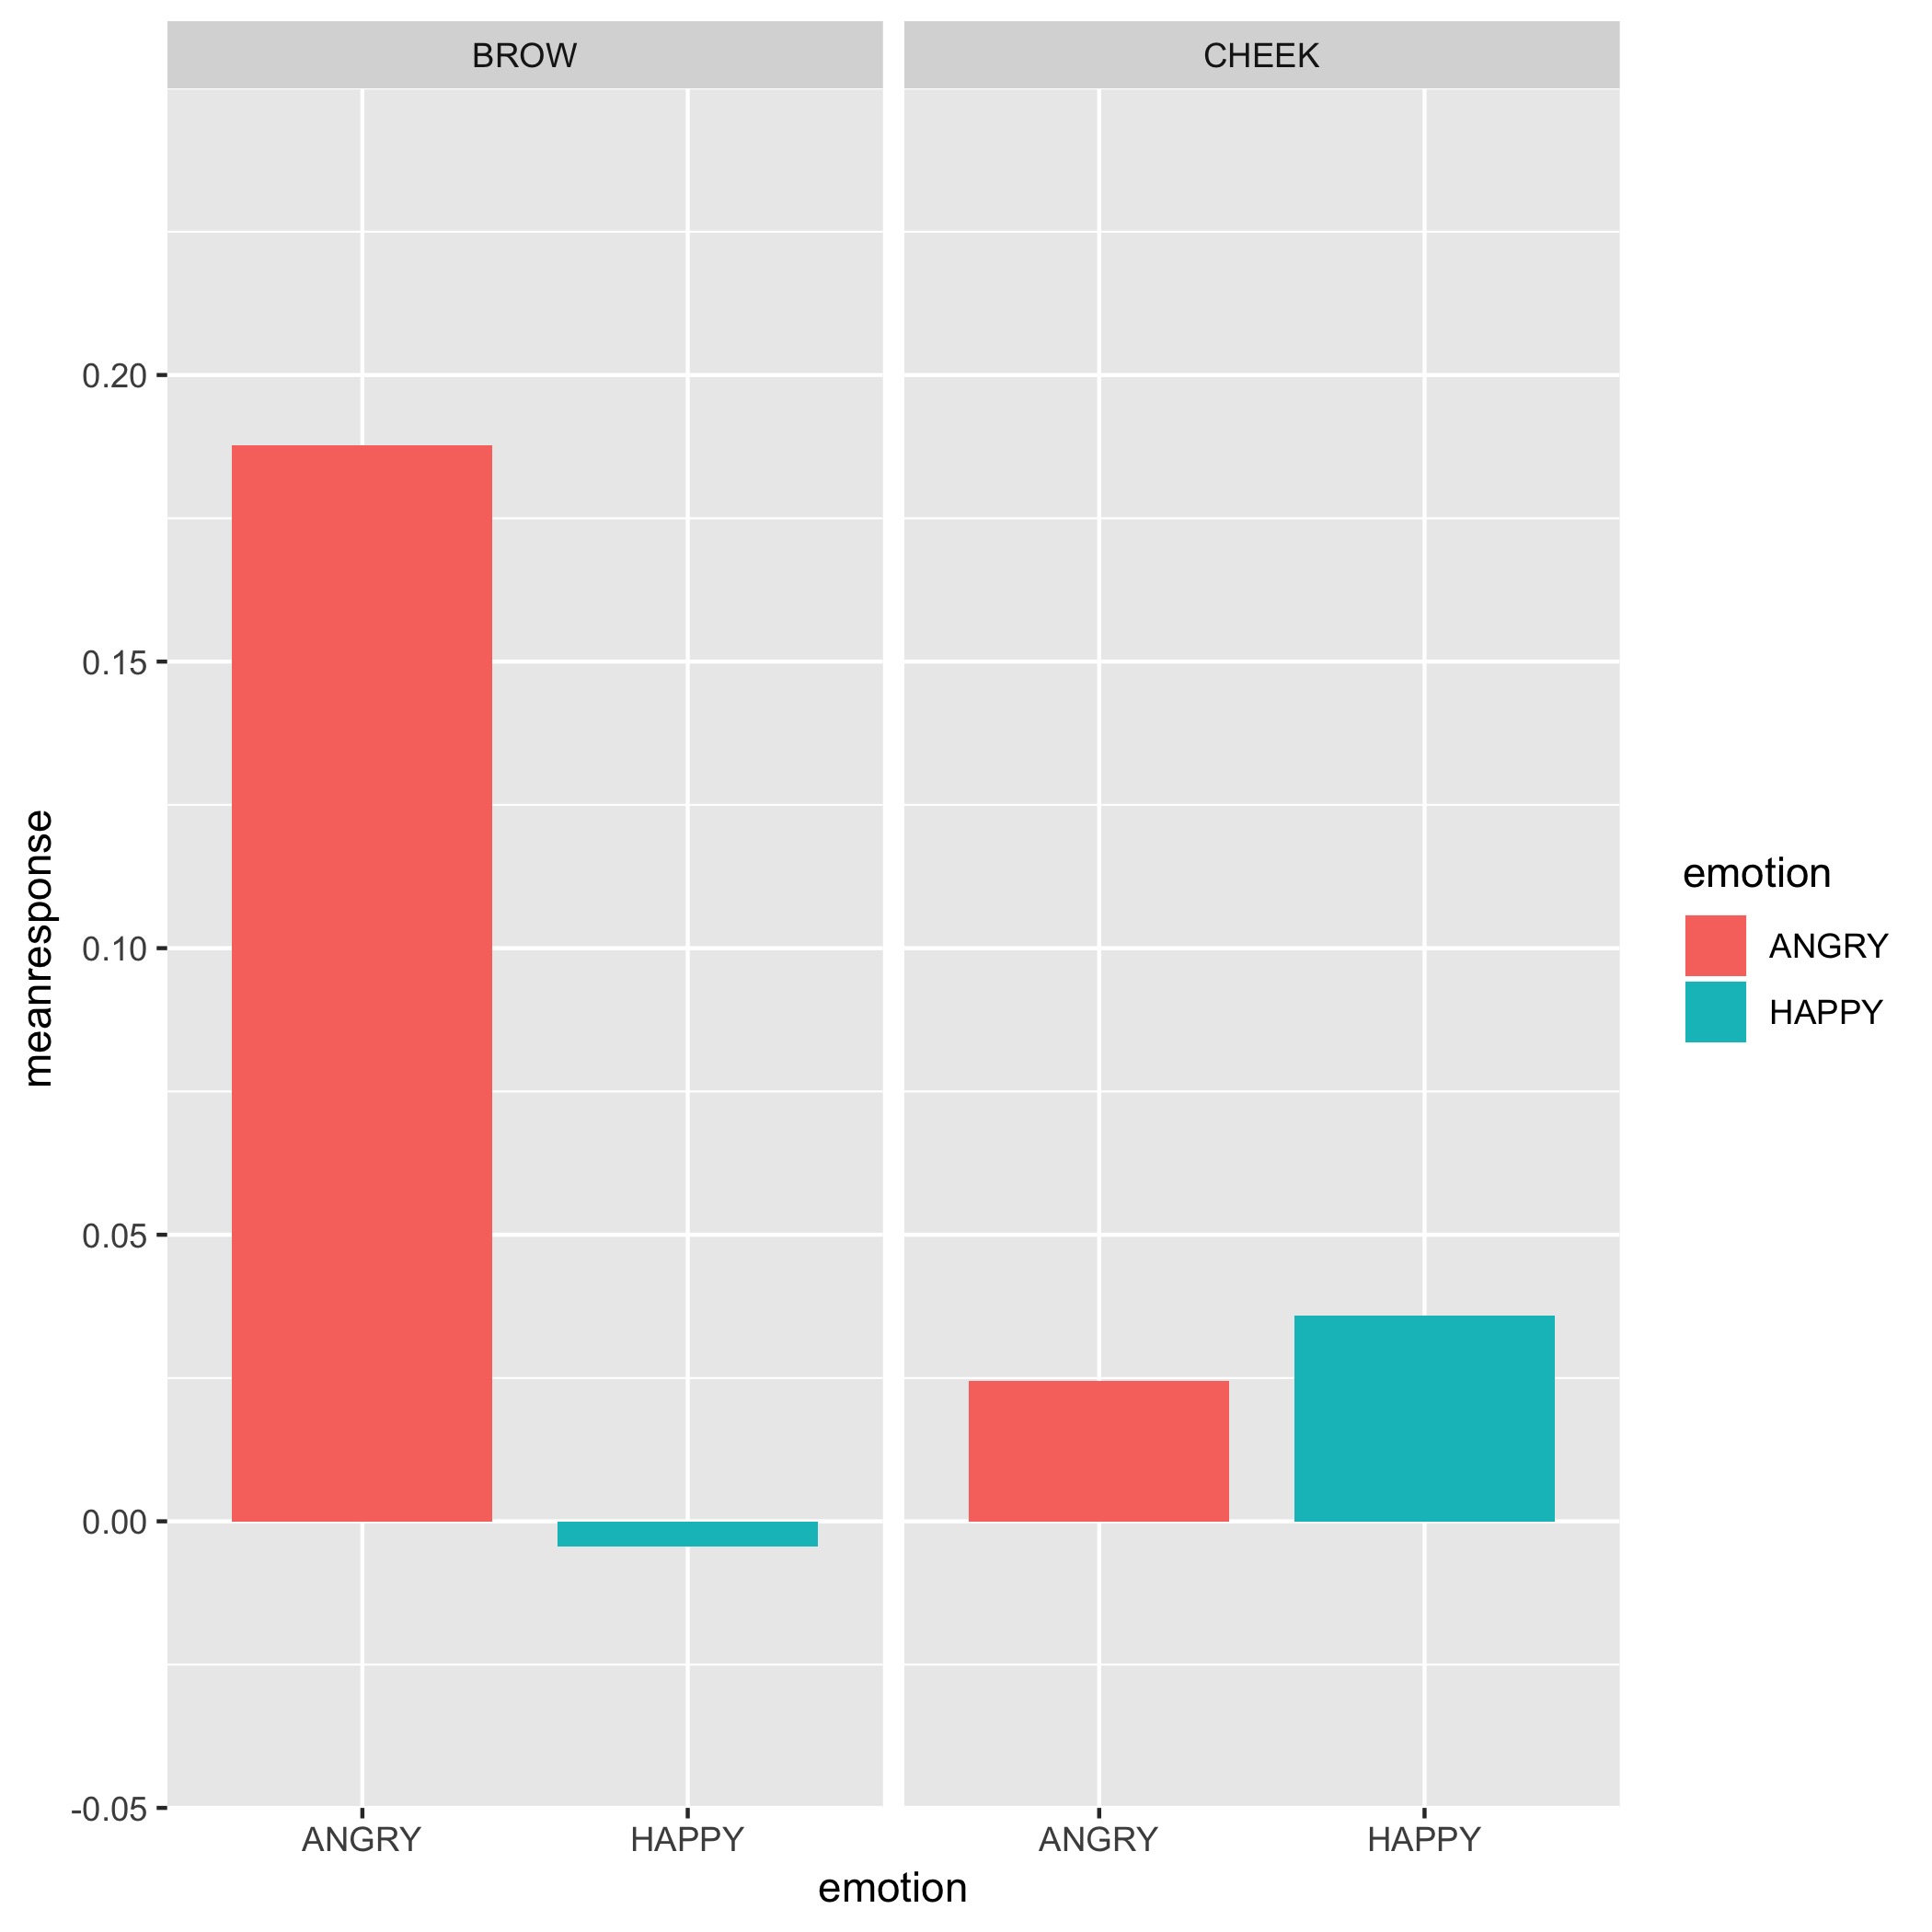 BROW
CHEEK
0.20
0.15
0.10
0.05
0.00
-0.05
meanresponse
ANGRY
HAPPY
ANGRY
HAPPY
emotion
emotion
ANGRY
HAPPY